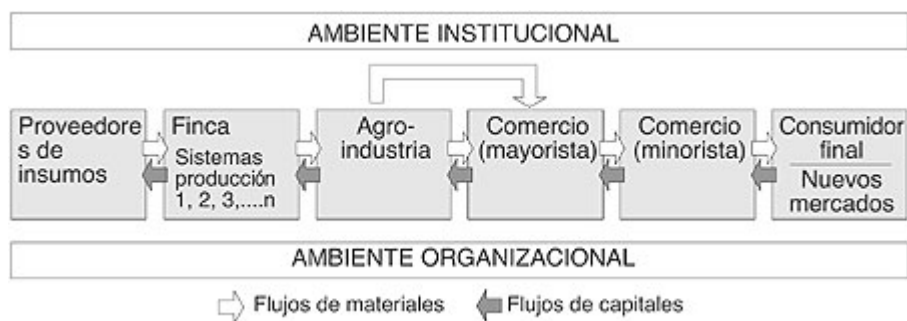 AMBIENTE INSTITUCIONAL
Proveedore
s de
insumos
Finca
Sistemas
producción
1, 2, 3,....n
Agro-
industria
Comercio
(mayorista)
Comercio
(minorista)
Consumidor
final
Nuevos
mercados
AMBIENTE ORGANIZACIONAL
Flujos de materiales
Flujos de capitales